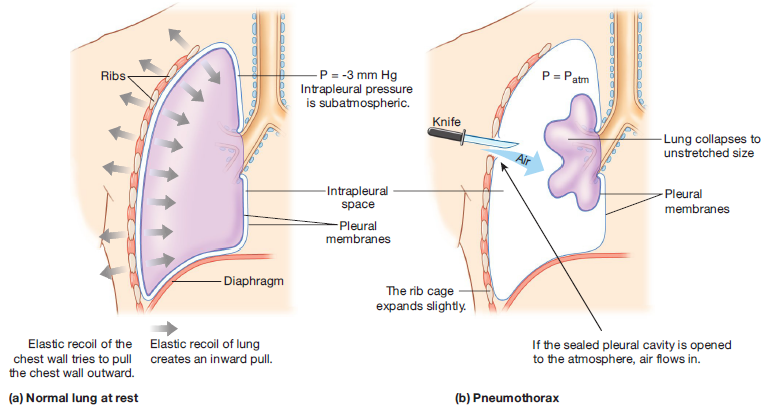 Ribs
P = -3 mm Hg
Intrapleural pressure
is subatmospheric.
Intrapleural
space
Pleural
membranes
Diaphragm
Elastic recoil of the
chest wall tries to pull
the chest wall outward.
Elastic recoil of lung
creates an inward pull.
(a) Normal lung at rest
P = Patm
Knife
Air
Lung collapses to
unstretched size
Pleural
membranes
The rib cage
expands slightly.
If the sealed pleural cavity is opened
to the atmosphere, air flows in.
(b) Pneumothorax